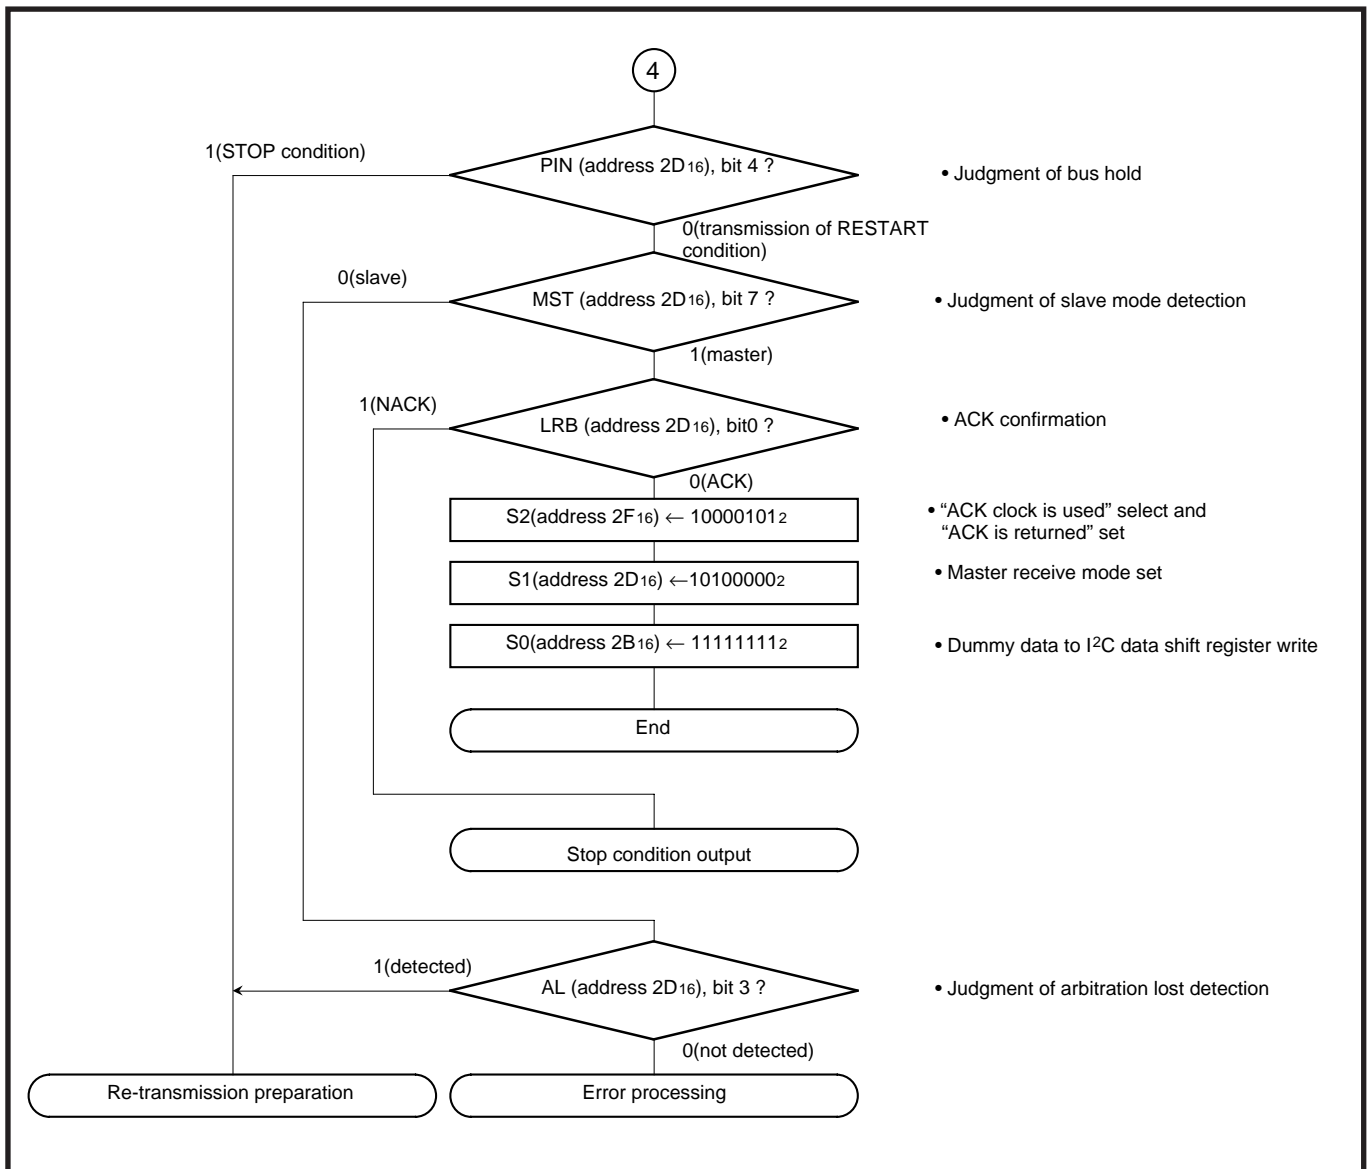 4
1(STOP condition)
PIN (address 2D16), bit 4 ?
• Judgment of bus hold
0(transmission of RESTART
condition)
0(slave)
MST (address 2D16), bit 7 ?
• Judgment of slave mode detection
1(master)
1(NACK)
LRB (address 2D16), bit0 ?
• ACK confirmation
0(ACK)
S2(address 2F16) ← 100001012
• “ACK clock is used” select and
“ACK is returned” set
S1(address 2D16) ←101000002
• Master receive mode set
S0(address 2B16) ← 111111112
• Dummy data to I2C data shift register write
End
Stop condition output
1(detected)
AL (address 2D16), bit 3 ?
• Judgment of arbitration lost detection
0(not detected)
Re-transmission preparation
Error processing